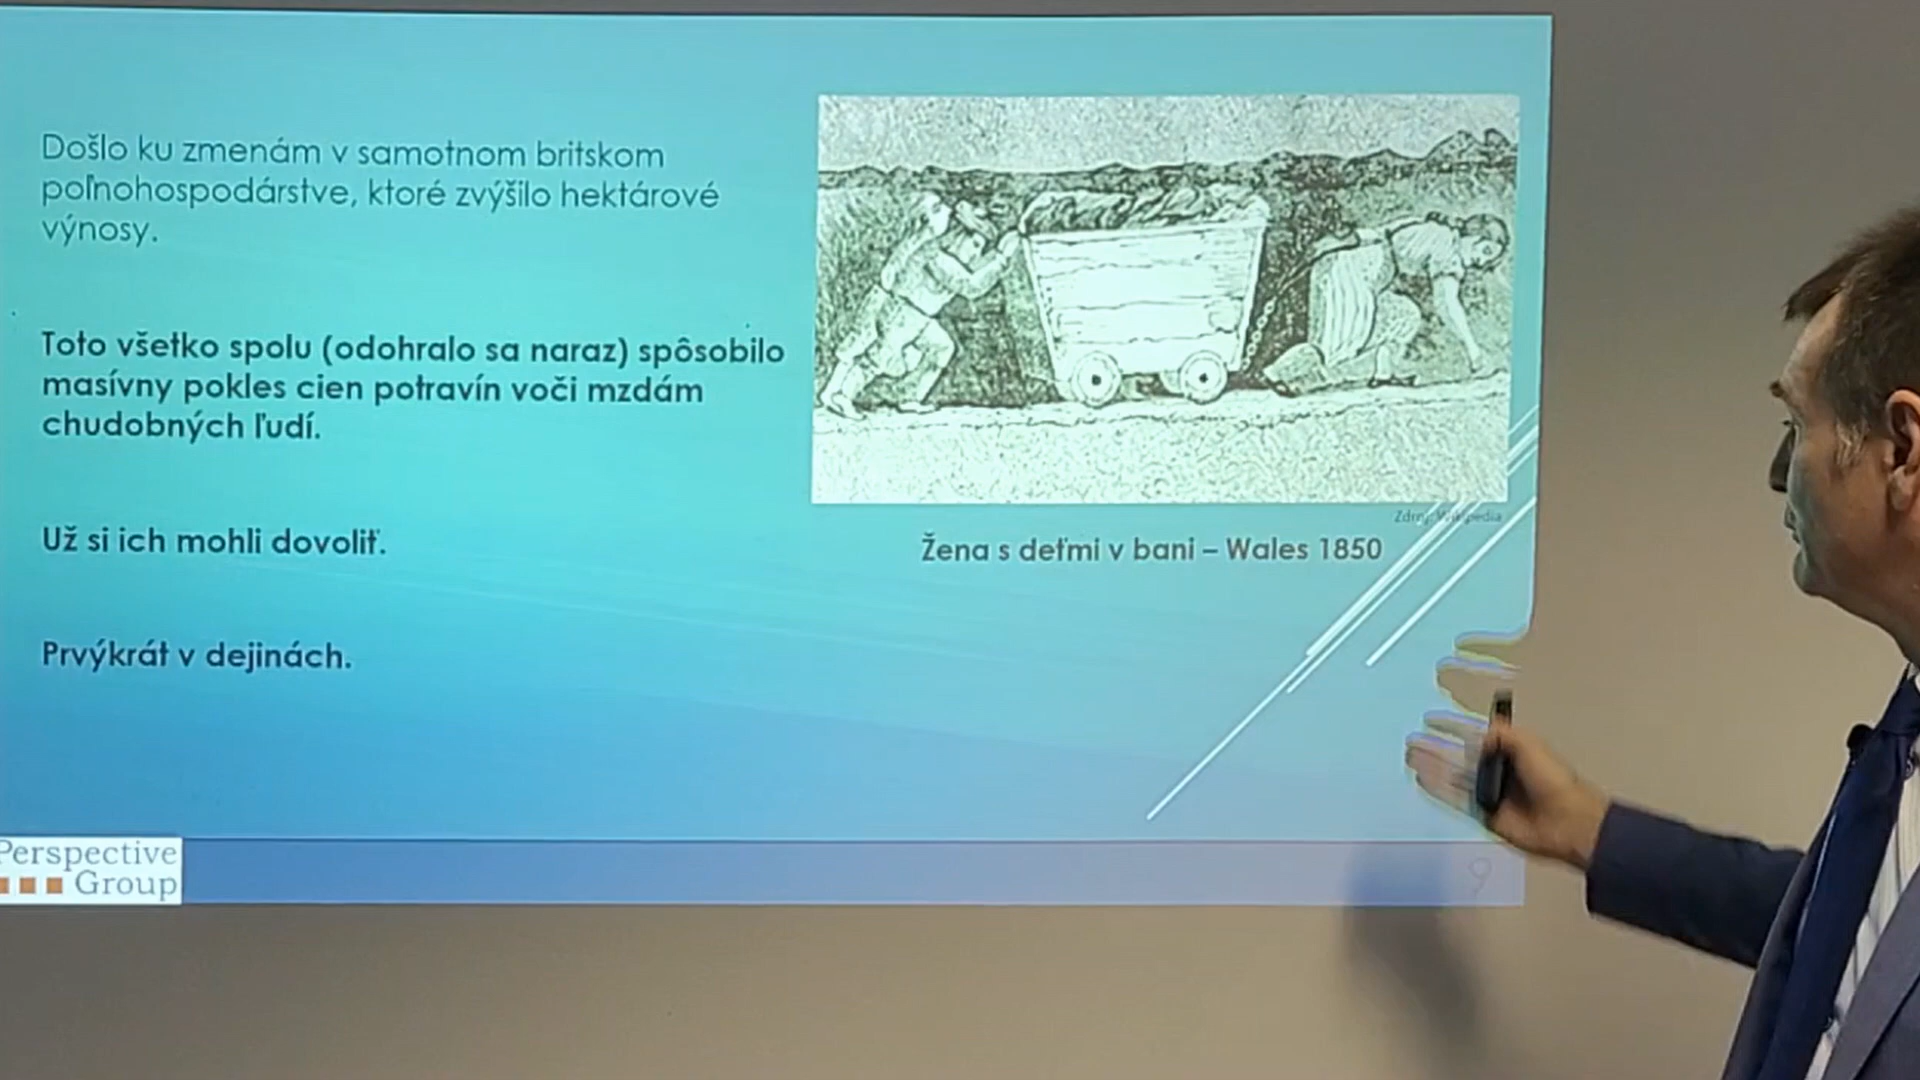 Došlo ku zmenám v samotnom britskom
poľnohospodárstve, ktoré zvýšilo hektárové
výnosy.
Toto všetko spolu (odohralo sa naraz) spôsobilo
masívny pokles cien potravín voči mzdám
chudobných ľudí.
Už si ich mohli dovoliť.
Prvýkrát v dejinách.
Zdroj: Wikipedia
Žena s deťmi v bani – Wales 1850
Perspective
Group
9